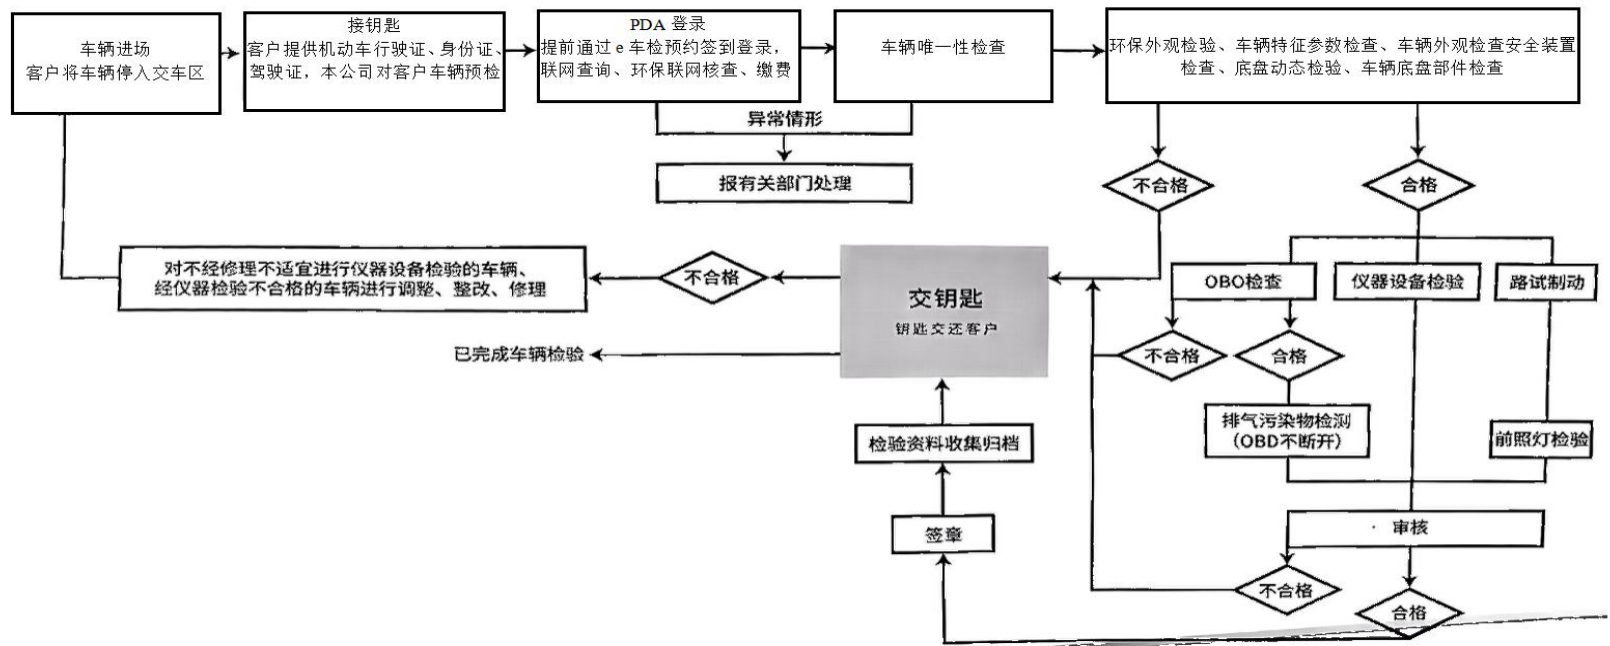 车辆进场
客户将车辆停入交车区
接钥匙
客户提供机动车行驶证、身份证、
驾驶证，本公司对客户车辆预检
PDA 登录
提前通过 e 车检预约签到登录，
联网查询、环保联网核查、缴费
车辆唯一性检查
环保外观检验、车辆特征参数检查、车辆外观检查安全装置
检查、底盘动态检验、车辆底盘部件检查
异常情形
报有关部门处理
不合格
合格
对不经修理不适宜进行仪器设备检验的车辆、
经仪器检验不合格的车辆进行调整、整改、修理
不合格
交钥匙
钥匙交还客户
已完成车辆检验
OBO检查
仪器设备检验
路试制动
不合格
合格
排气污染物检测
（OBD不断开）
前照灯检验
检验资料收集归档
签章
审核
不合格
合格